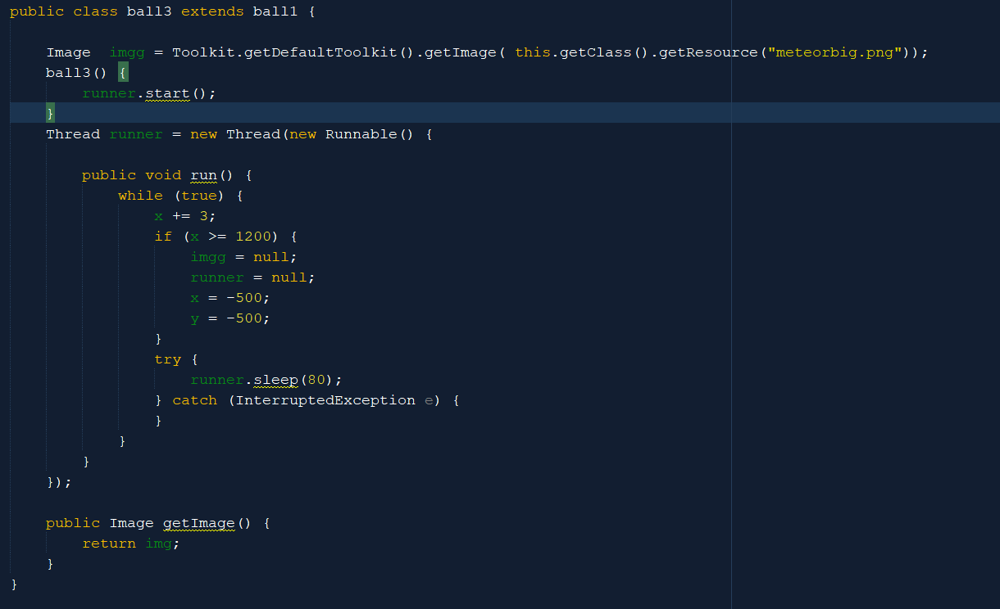 public class ball3 extends ball1 {
    Image  imgg = Toolkit.getDefaultToolkit().getImage( this.getClass().getResource("meteorbig.png"));
    ball3() {
        runner.start();
    }
    Thread runner = new Thread(new Runnable() {
        public void run() {
            while (true) {
                x += 3;
                if (x >= 1200) {
                    imgg = null;
                    runner = null;
                    x = -500;
                    y = -500;
                }
                try {
                    runner.sleep(80);
                } catch (InterruptedException e) {
                }
            }
        }
    });
    public Image getImage() {
        return img;
    }
}